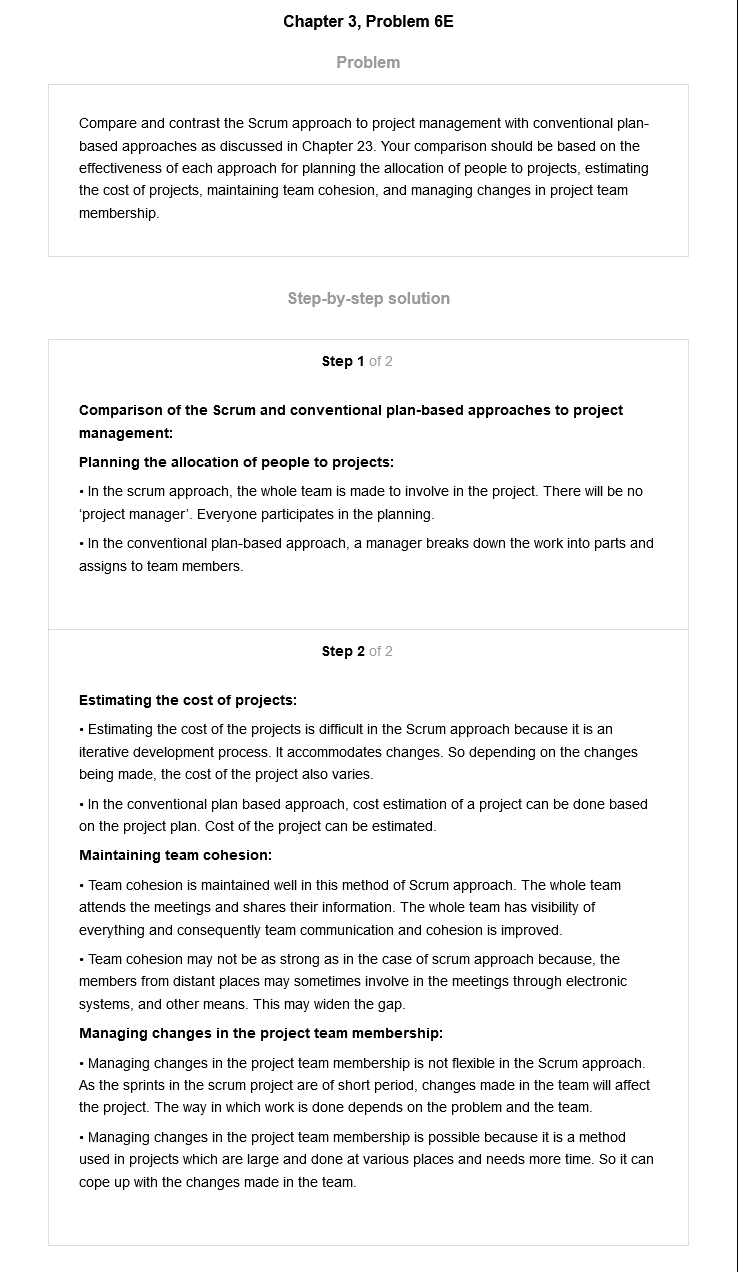 Chapter 3, Problem 6E
Problem
Compare and contrast the Scrum approach to project management with conventional plan-
based approaches as discussed in Chapter 23. Your comparison should be based on the
effectiveness of each approach for planning the allocation of people to projects, estimating
the cost of projects, maintaining team cohesion, and managing changes in project team
membership.
Step-by-step solution
Step 1 of 2
Comparison of the Scrum and conventional plan-based approaches to project
management:
Planning the allocation of people to projects:
• In the scrum approach, the whole team is made to involve in the project. There will be no
‘project manager’. Everyone participates in the planning.
• In the conventional plan-based approach, a manager breaks down the work into parts and
assigns to team members.
Step 2 of 2
Estimating the cost of projects:
• Estimating the cost of the projects is difficult in the Scrum approach because it is an
iterative development process. It accommodates changes. So depending on the changes
being made, the cost of the project also varies.
• In the conventional plan based approach, cost estimation of a project can be done based
on the project plan. Cost of the project can be estimated.
Maintaining team cohesion:
• Team cohesion is maintained well in this method of Scrum approach. The whole team
attends the meetings and shares their information. The whole team has visibility of
everything and consequently team communication and cohesion is improved.
• Team cohesion may not be as strong as in the case of scrum approach because, the
members from distant places may sometimes involve in the meetings through electronic
systems, and other means. This may widen the gap.
Managing changes in the project team membership:
• Managing changes in the project team membership is not flexible in the Scrum approach.
As the sprints in the scrum project are of short period, changes made in the team will affect
the project. The way in which work is done depends on the problem and the team.
• Managing changes in the project team membership is possible because it is a method
used in projects which are large and done at various places and needs more time. So it can
cope up with the changes made in the team.